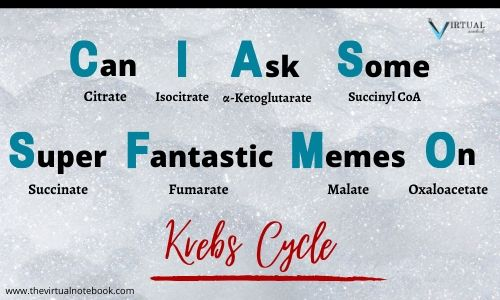 VIRTUAL
Can I Ask Some
Citrate Isocitrate α-Ketoglutarate Succinyl CoA
Super Fantastic Memes On
Succinate Fumarate Malate Oxaloacetate
Krebs Cycle
www.thevirtualnotebook.com